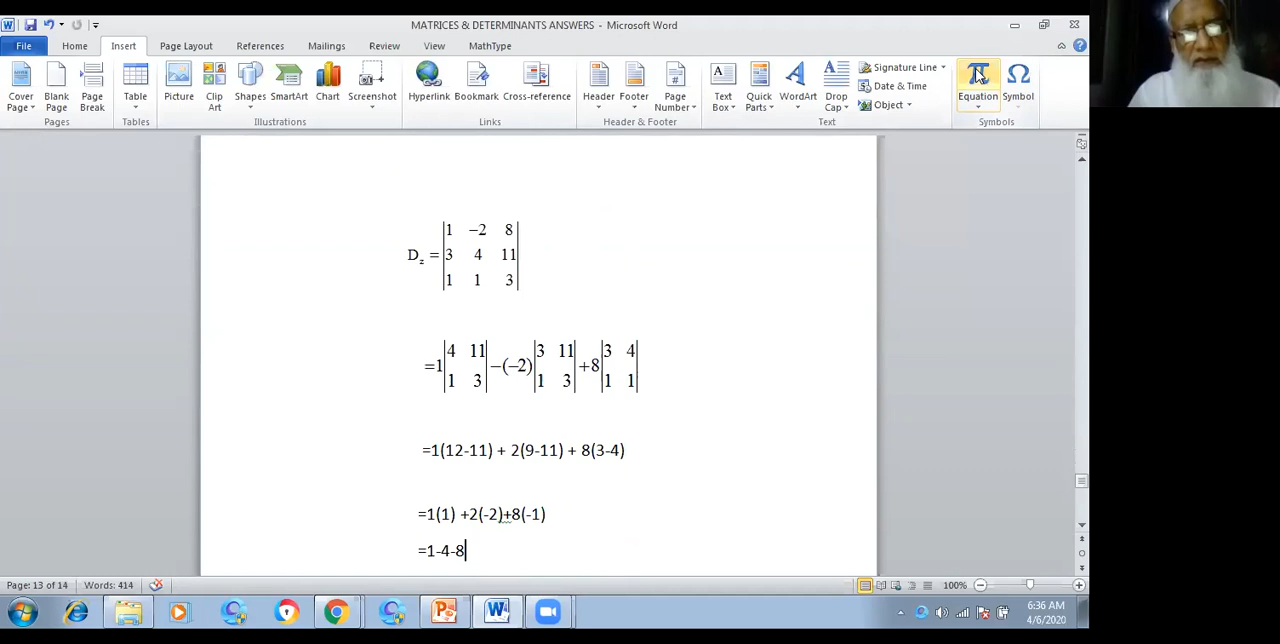 MATRICES & DETERMINANTS ANSWERS - Microsoft Word
File Home Insert Page Layout References Mailings Review View MathType
Cover Page Blank Page Page Break Table Picture Clip Art Shapes SmartArt Chart Screenshot Hyperlink Bookmark Cross-reference Header Footer Page Number Text Box Quick Parts WordArt Drop Cap Signature Line Date & Time Object Equation Symbol
Pages Tables Illustrations Links Header & Footer Text Symbols
1 −2 8
D_z = 3 4 11
1 1 3
4 11 3 11 3 4
=1 −(−2) +8
1 3 1 3 1 1
=1(12-11) + 2(9-11) + 8(3-4)
=1(1) +2(-2)+8(-1)
=1-4-8
Page: 13 of 14 Words: 414 100%
6:36 AM
4/6/2020